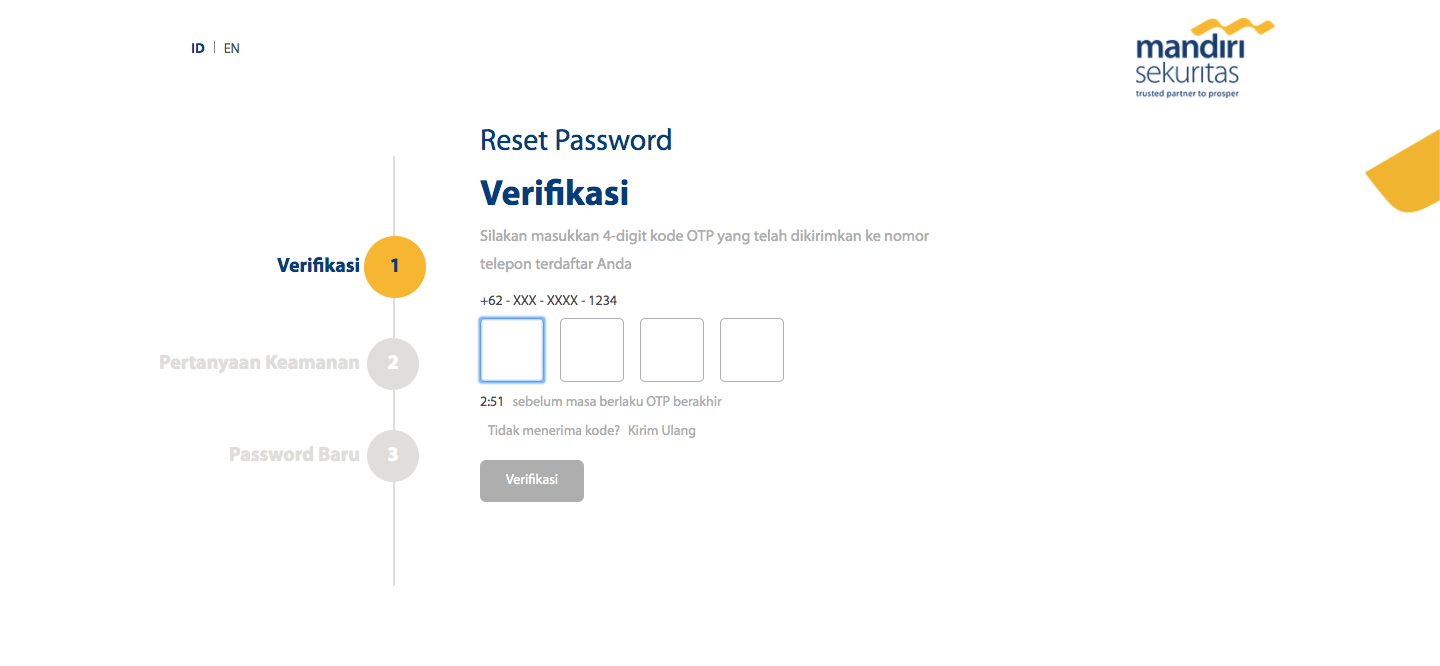 ID | EN
mandiri
sekuritas
trusted partner to prosper
Reset Password
Verifikasi
Silakan masukkan 4-digit kode OTP yang telah dikirimkan ke nomor
telepon terdaftar Anda
Verifikasi 1
+62 - XXX - XXXX - 1234
Pertanyaan Keamanan 2
2:51 sebelum masa berlaku OTP berakhir
Tidak menerima kode? Kirim Ulang
Password Baru 3
Verifikasi